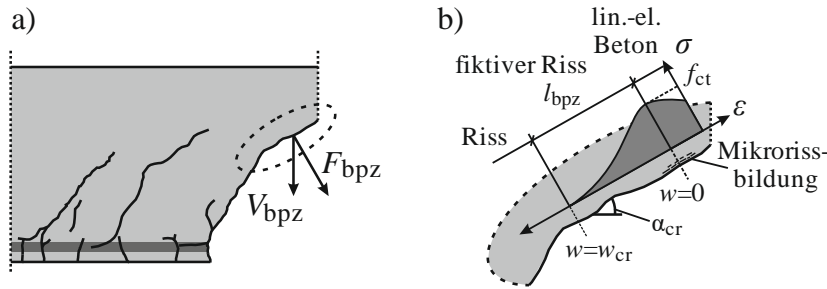 a)
F_bpz
V_bpz
b)
lin.-el.
Beton
σ
f_ct
fiktiver Riss
l_bpz
ε
Riss
Mikroriss-
bildung
w=0
α_cr
w=w_cr